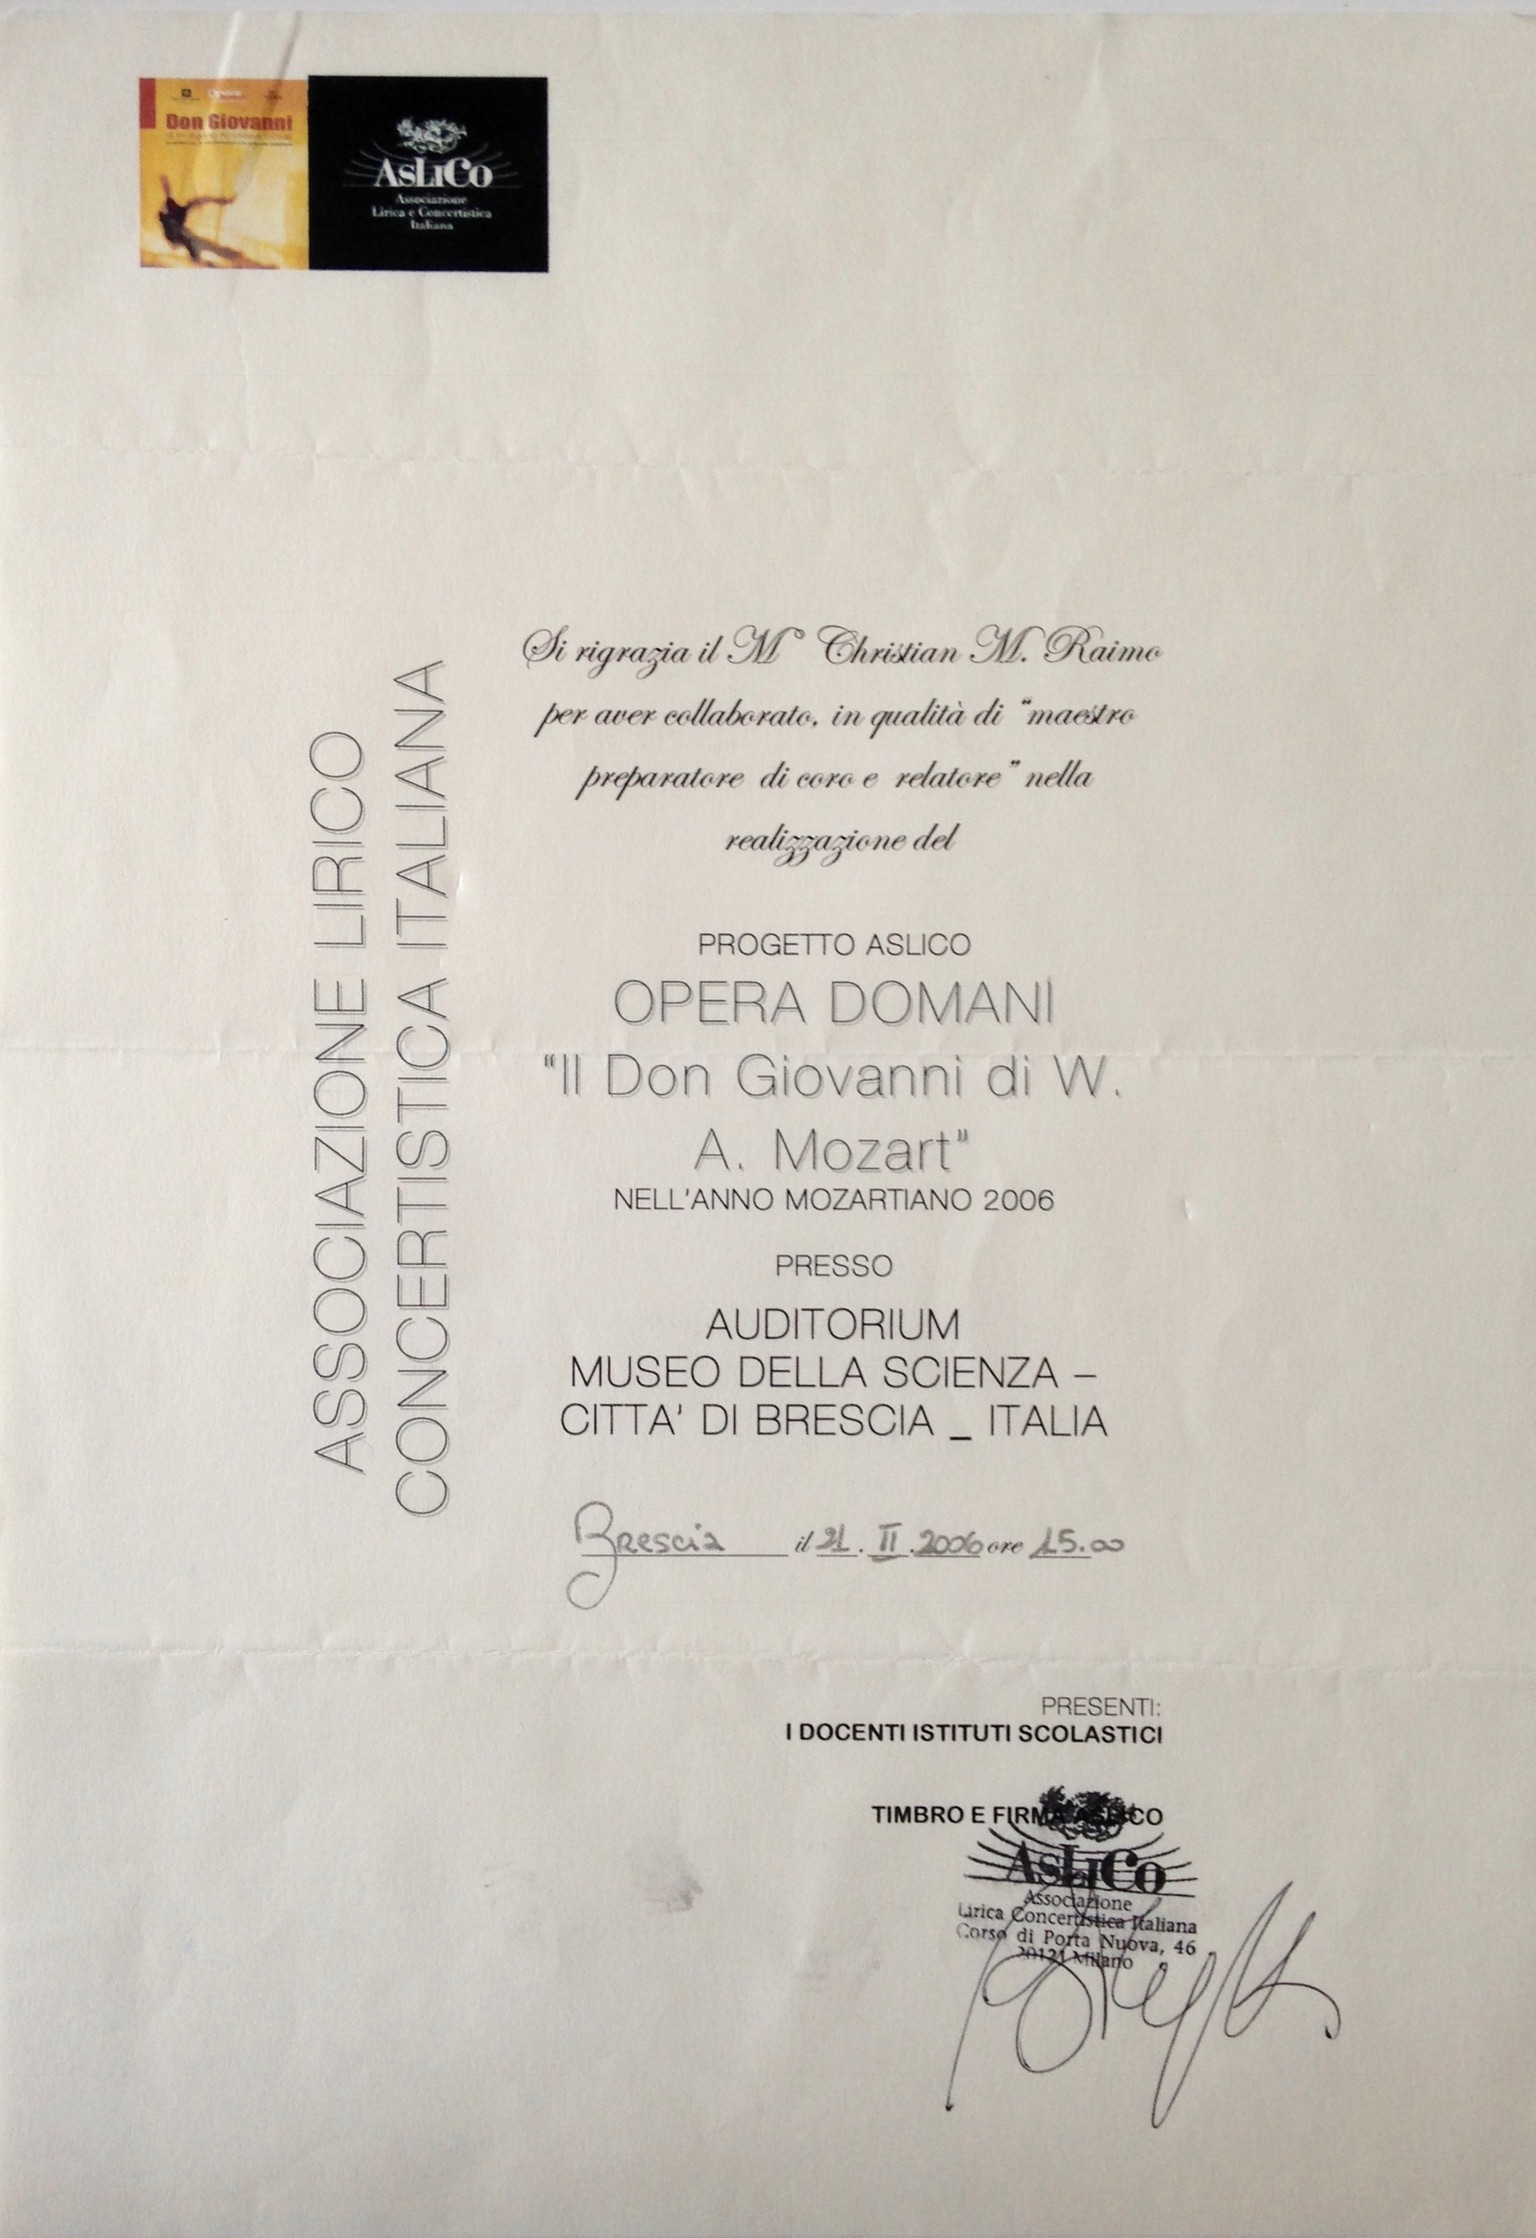 Don Giovanni
AsLiCo
Associazione
Lirica e Concertistica
Italiana
ASSOCIAZIONE LIRICO
CONCERTISTICA ITALIANA
Si rigrazia il M° Christian M. Raimo
per aver collaborato, in qualità di "maestro
preparatore di coro e relatore" nella
realizzazione del
PROGETTO ASLICO
OPERA DOMANI
"Il Don Giovanni di W.
A. Mozart"
NELL'ANNO MOZARTIANO 2006
PRESSO
AUDITORIUM
MUSEO DELLA SCIENZA –
CITTA' DI BRESCIA _ ITALIA
Brescia il 21. II .2006 ore 15.00
PRESENTI:
I DOCENTI ISTITUTI SCOLASTICI
TIMBRO E FIRMA ASLICO
AsLiCo
Associazione
Lirica Concertistica Italiana
Corso di Porta Nuova, 46
20121 Milano